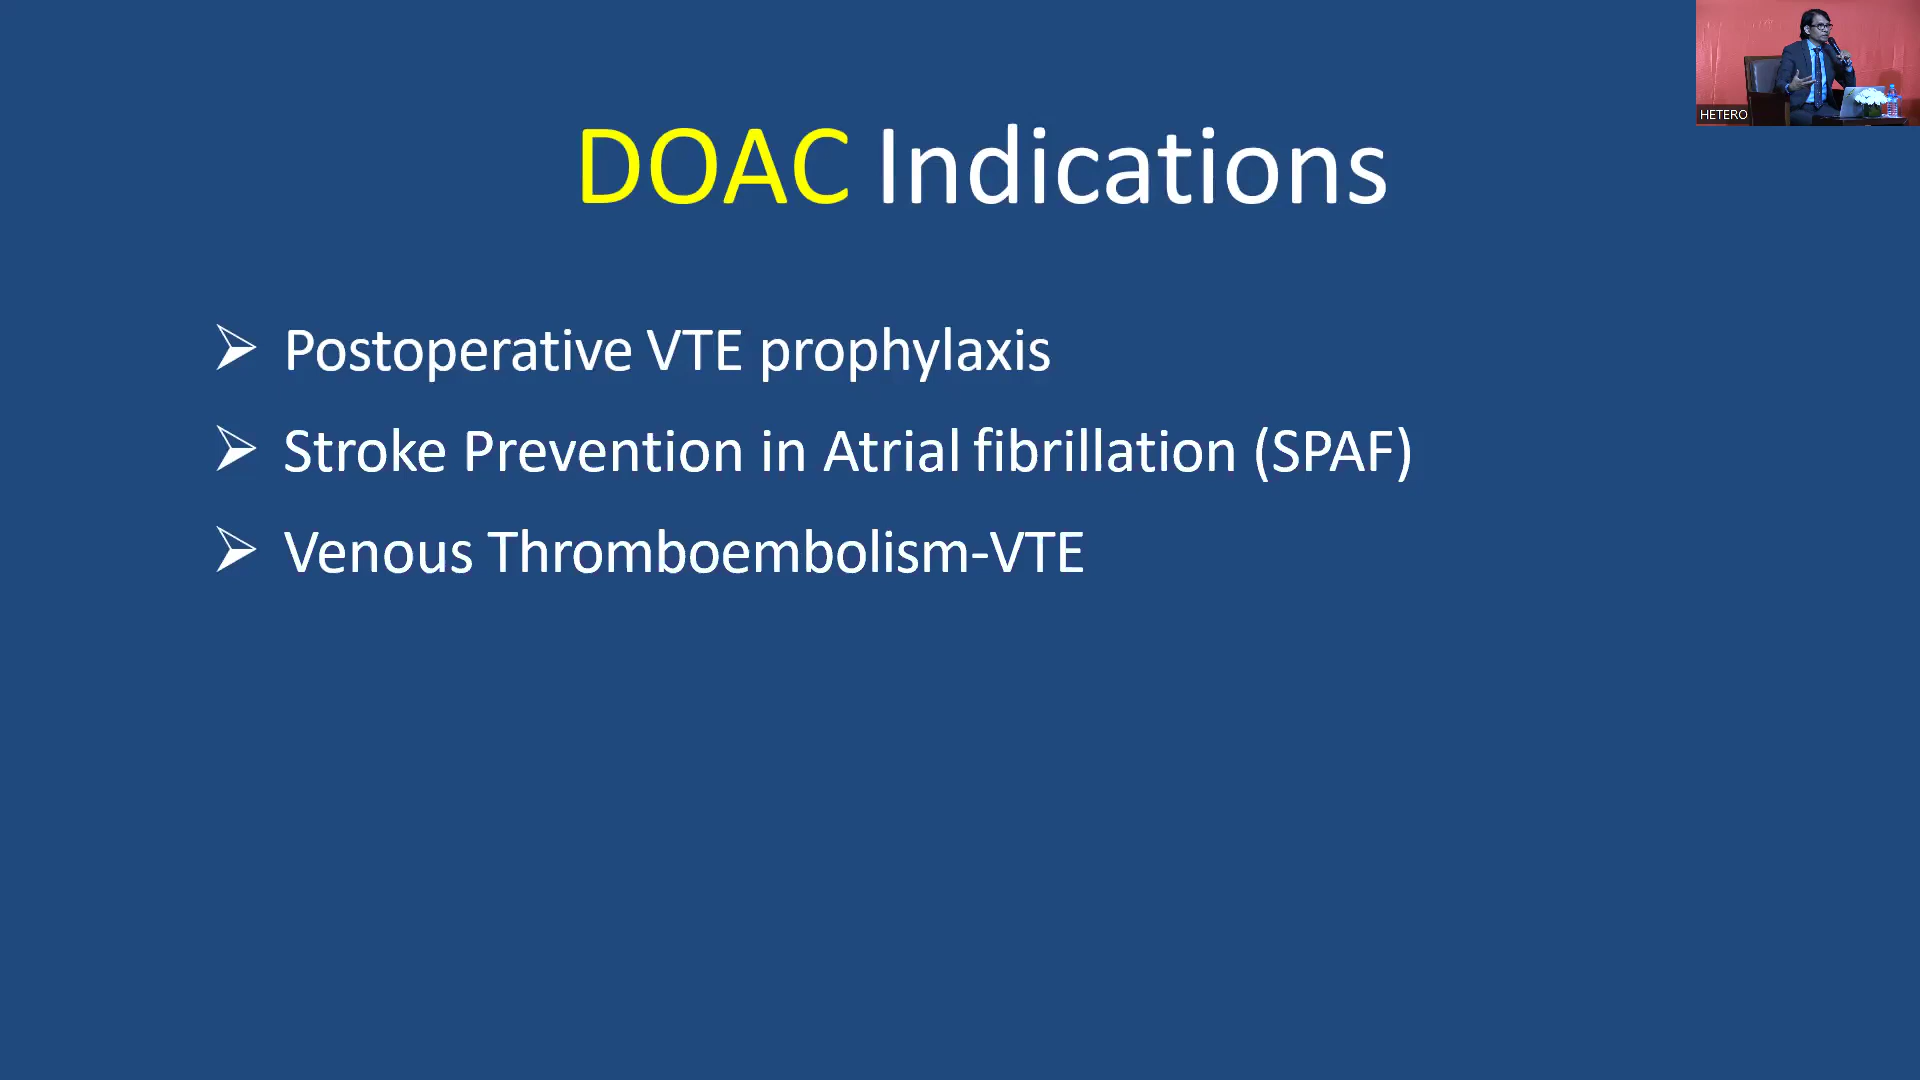 HETERO
DOAC Indications
Postoperative VTE prophylaxis
Stroke Prevention in Atrial fibrillation (SPAF)
Venous Thromboembolism-VTE